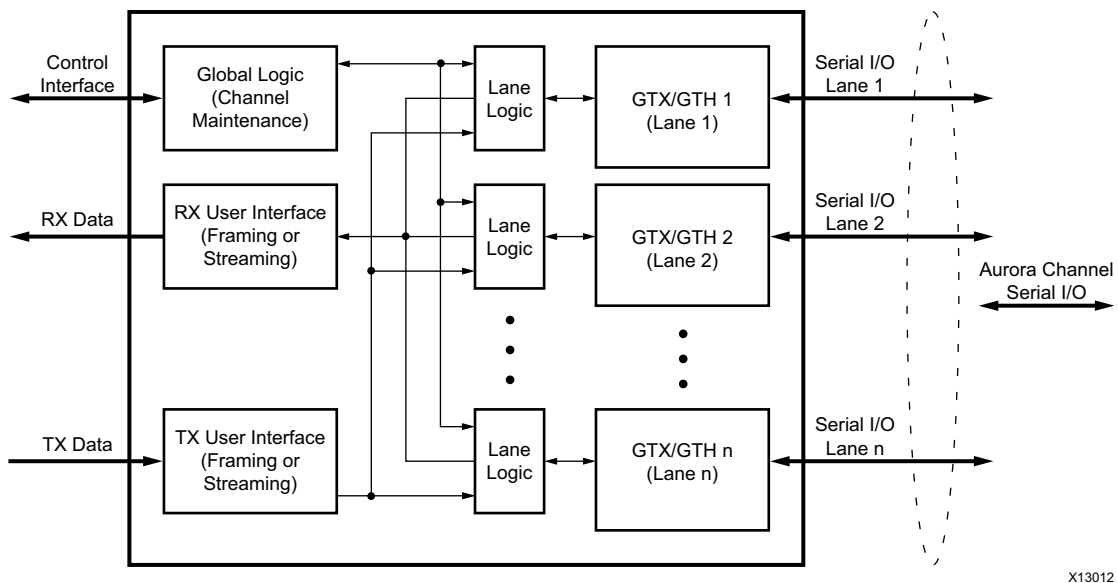 Control
Interface
Global Logic
(Channel
Maintenance)
Lane
Logic
GTX/GTH 1
(Lane 1)
Serial I/O
Lane 1
RX Data
RX User Interface
(Framing or
Streaming)
Lane
Logic
GTX/GTH 2
(Lane 2)
Serial I/O
Lane 2
Aurora Channel
Serial I/O
TX Data
TX User Interface
(Framing or
Streaming)
Lane
Logic
GTX/GTH n
(Lane n)
Serial I/O
Lane n
X13012